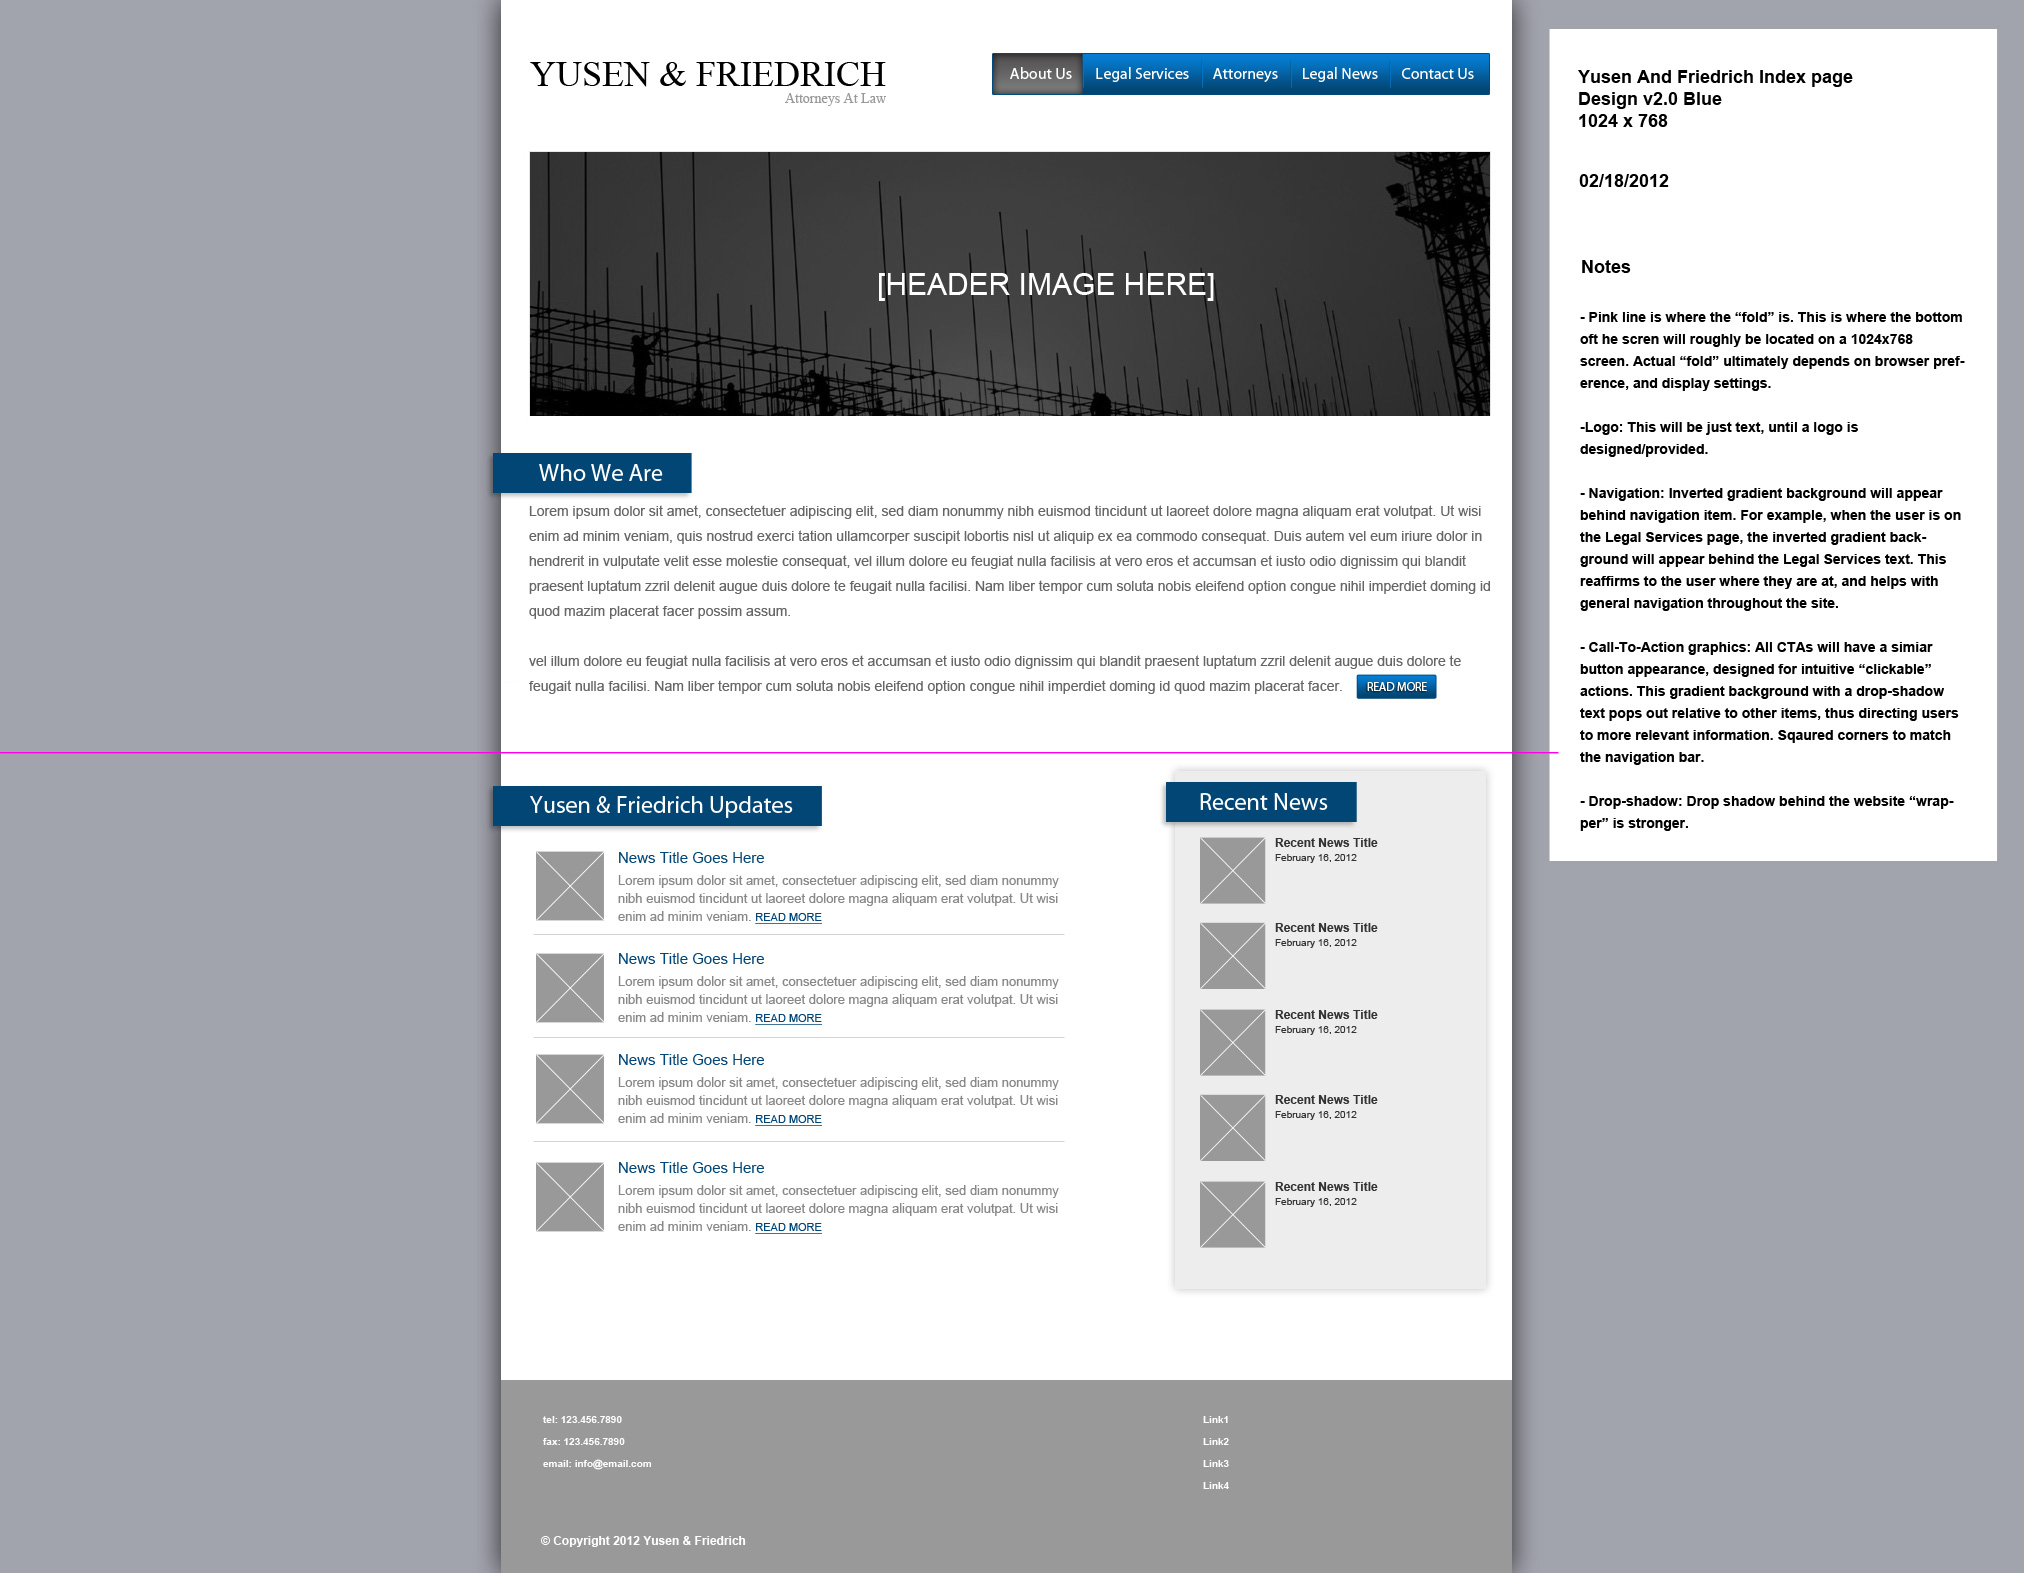 YUSEN & FRIEDRICH
Attorneys At Law
About Us
Legal Services
Attorneys
Legal News
Contact Us
[HEADER IMAGE HERE]
Who We Are
Lorem ipsum dolor sit amet, consectetuer adipiscing elit, sed diam nonummy nibh euismod tincidunt ut laoreet dolore magna aliquam erat volutpat. Ut wisi
enim ad minim veniam, quis nostrud exerci tation ullamcorper suscipit lobortis nisl ut aliquip ex ea commodo consequat. Duis autem vel eum iriure dolor in
hendrerit in vulputate velit esse molestie consequat, vel illum dolore eu feugiat nulla facilisis at vero eros et accumsan et iusto odio dignissim qui blandit
praesent luptatum zzril delenit augue duis dolore te feugait nulla facilisi. Nam liber tempor cum soluta nobis eleifend option congue nihil imperdiet doming id
quod mazim placerat facer possim assum.
vel illum dolore eu feugiat nulla facilisis at vero eros et accumsan et iusto odio dignissim qui blandit praesent luptatum zzril delenit augue duis dolore te
feugait nulla facilisi. Nam liber tempor cum soluta nobis eleifend option congue nihil imperdiet doming id quod mazim placerat facer. READ MORE
Yusen & Friedrich Updates
News Title Goes Here
Lorem ipsum dolor sit amet, consectetuer adipiscing elit, sed diam nonummy
nibh euismod tincidunt ut laoreet dolore magna aliquam erat volutpat. Ut wisi
enim ad minim veniam. READ MORE
News Title Goes Here
Lorem ipsum dolor sit amet, consectetuer adipiscing elit, sed diam nonummy
nibh euismod tincidunt ut laoreet dolore magna aliquam erat volutpat. Ut wisi
enim ad minim veniam. READ MORE
News Title Goes Here
Lorem ipsum dolor sit amet, consectetuer adipiscing elit, sed diam nonummy
nibh euismod tincidunt ut laoreet dolore magna aliquam erat volutpat. Ut wisi
enim ad minim veniam. READ MORE
News Title Goes Here
Lorem ipsum dolor sit amet, consectetuer adipiscing elit, sed diam nonummy
nibh euismod tincidunt ut laoreet dolore magna aliquam erat volutpat. Ut wisi
enim ad minim veniam. READ MORE
Recent News
Recent News Title
February 16, 2012
Recent News Title
February 16, 2012
Recent News Title
February 16, 2012
Recent News Title
February 16, 2012
Recent News Title
February 16, 2012
tel: 123.456.7890
fax: 123.456.7890
email: info@email.com
Link1
Link2
Link3
Link4
© Copyright 2012 Yusen & Friedrich
Yusen And Friedrich Index page
Design v2.0 Blue
1024 x 768
02/18/2012
Notes
- Pink line is where the “fold” is. This is where the bottom
oft he scren will roughly be located on a 1024x768
screen. Actual “fold” ultimately depends on browser pref-
erence, and display settings.
-Logo: This will be just text, until a logo is
designed/provided.
- Navigation: Inverted gradient background will appear
behind navigation item. For example, when the user is on
the Legal Services page, the inverted gradient back-
ground will appear behind the Legal Services text. This
reaffirms to the user where they are at, and helps with
general navigation throughout the site.
- Call-To-Action graphics: All CTAs will have a simiar
button appearance, designed for intuitive “clickable”
actions. This gradient background with a drop-shadow
text pops out relative to other items, thus directing users
to more relevant information. Sqaured corners to match
the navigation bar.
- Drop-shadow: Drop shadow behind the website “wrap-
per” is stronger.